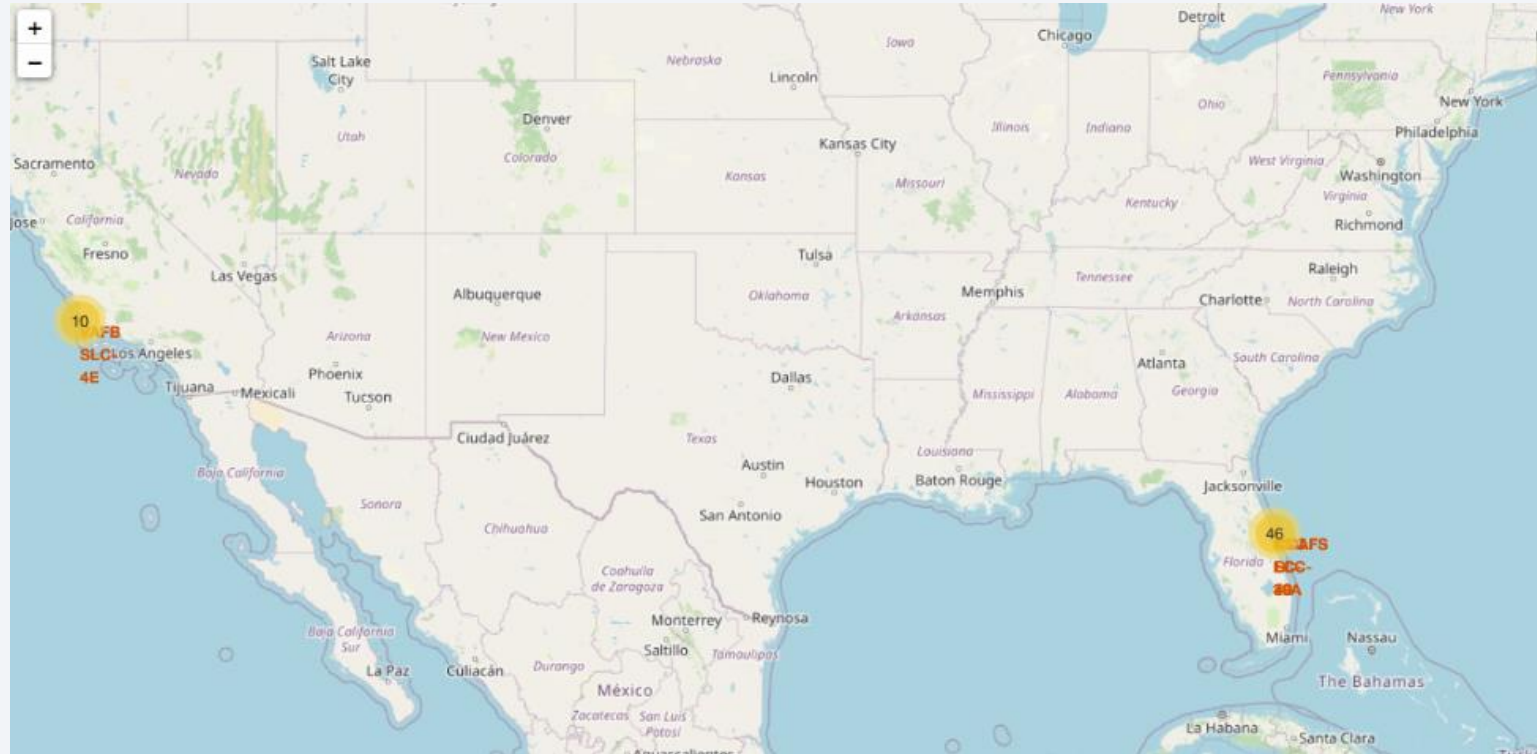 +
−
New York
Detroit
Chicago
Iowa
Nebraska
Salt Lake
City
Lincoln
Pennsylvania
New York
Ohio
Denver
Illinois
Indiana
Utah
Philadelphia
Kansas City
Colorado
Sacramento
West Virginia
Washington
Nevada
Kansas
Missouri
Virginia
Kentucky
Jose
California
Richmond
Fresno
Tulsa
Las Vegas
Tennessee
Raleigh
Albuquerque
Oklahoma
Memphis
Charlotte
North Carolina
10
AFB
SLC-
4E
Arkansas
Arizona
New Mexico
Los Angeles
South Carolina
Atlanta
Phoenix
Dallas
Tijuana
Mexicali
Tucson
Mississippi
Alabama
Georgia
Ciudad Juárez
Texas
Louisiana
Austin
Baja California
Houston
Baton Rouge
Jacksonville
Sonora
San Antonio
Chihuahua
46
AFS
Florida
Coahuila
de Zaragoza
Monterrey
Reynosa
Baja California
Sur
Saltillo
Tamaulipas
Miami
Nassau
La Paz
Culiacán
Durango
The Bahamas
México
Zacatecas
San Luis
Potosí
La Habana
Santa Clara
Aguascalientes